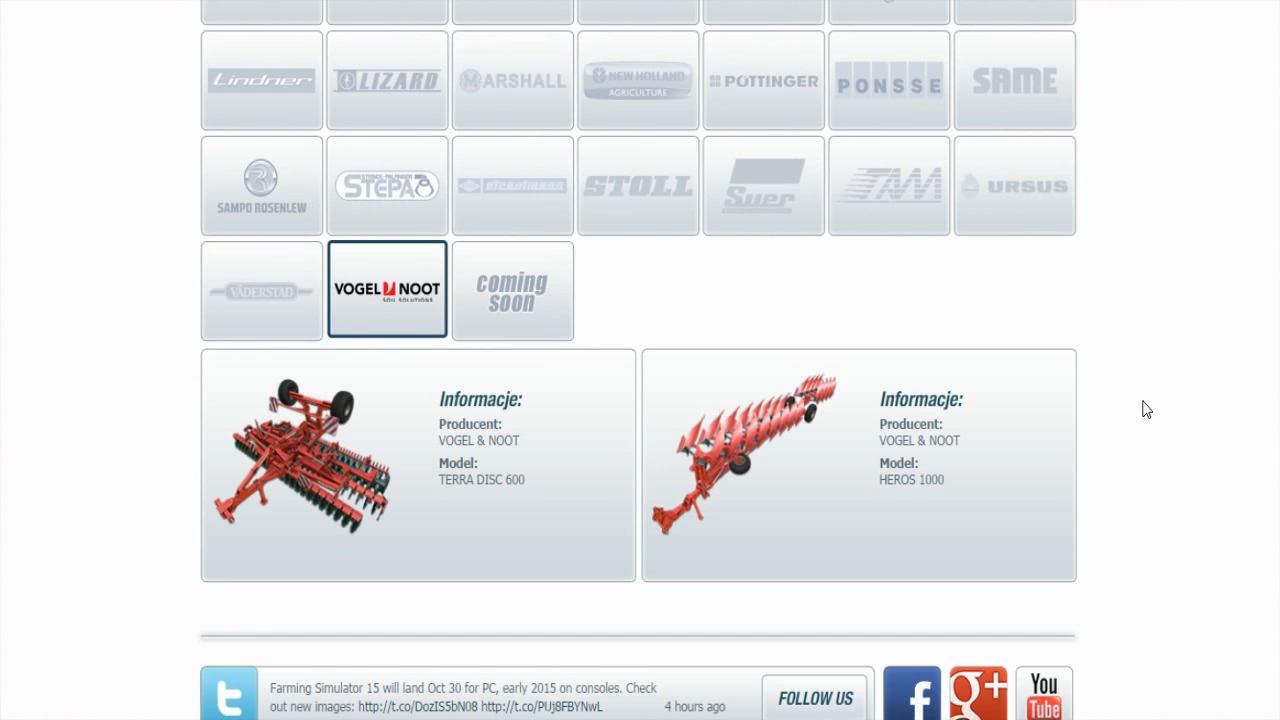 Lindner
LIZARD
MARSHALL
NEW HOLLAND
AGRICULTURE
PÖTTINGER
PONSSE
SAME
SAMPO ROSENLEW
STEPA
STOLL
Suer
URSUS
VÄDERSTAD
VOGEL NOOT
SOIL SOLUTIONS
coming
soon
Informacje:
Producent:
VOGEL & NOOT
Model:
TERRA DISC 600
Informacje:
Producent:
VOGEL & NOOT
Model:
HEROS 1000
Farming Simulator 15 will land Oct 30 for PC, early 2015 on consoles. Check
out new images: http://t.co/DozIS5bN08 http://t.co/PUj8FBYNwL
4 hours ago
FOLLOW US
You
Tube